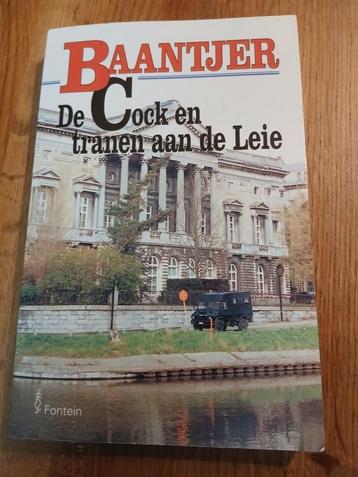 BAANTJER
De Cock en
tranen aan de Leie
Fontein